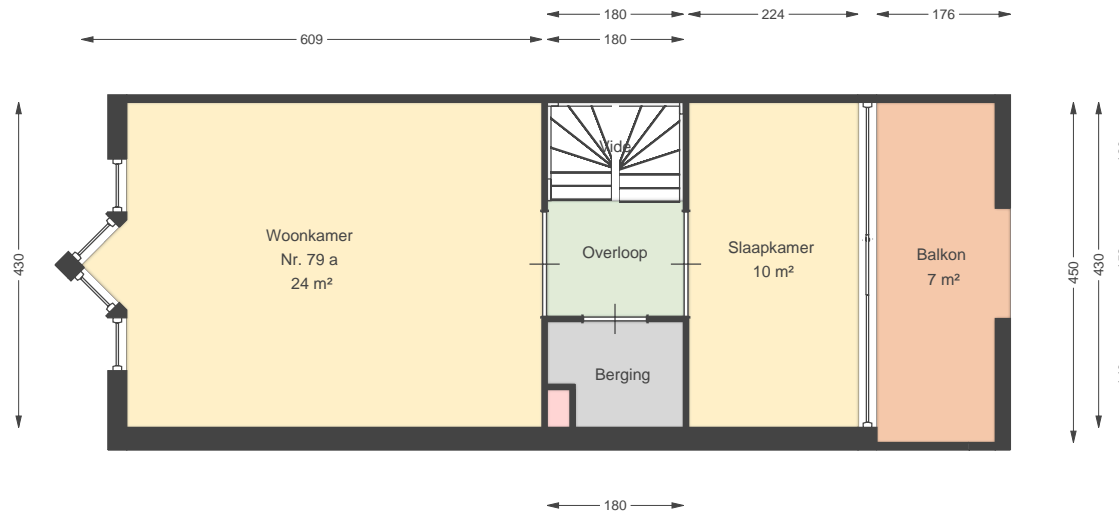 180
224
176
609
180
Vide
Woonkamer
Nr. 79 a
24 m²
Overloop
Slaapkamer
10 m²
Balkon
7 m²
430
450
430
Berging
180